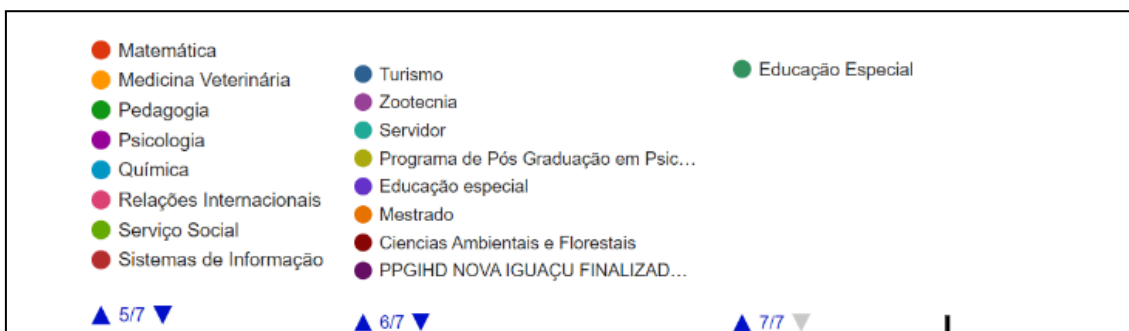 Matemática
Medicina Veterinária
Pedagogia
Psicologia
Química
Relações Internacionais
Serviço Social
Sistemas de Informação
5/7
Turismo
Zootecnia
Servidor
Programa de Pós Graduação em Psic...
Educação especial
Mestrado
Ciencias Ambientais e Florestais
PPGIHD NOVA IGUAÇU FINALIZAD...
6/7
Educação Especial
7/7